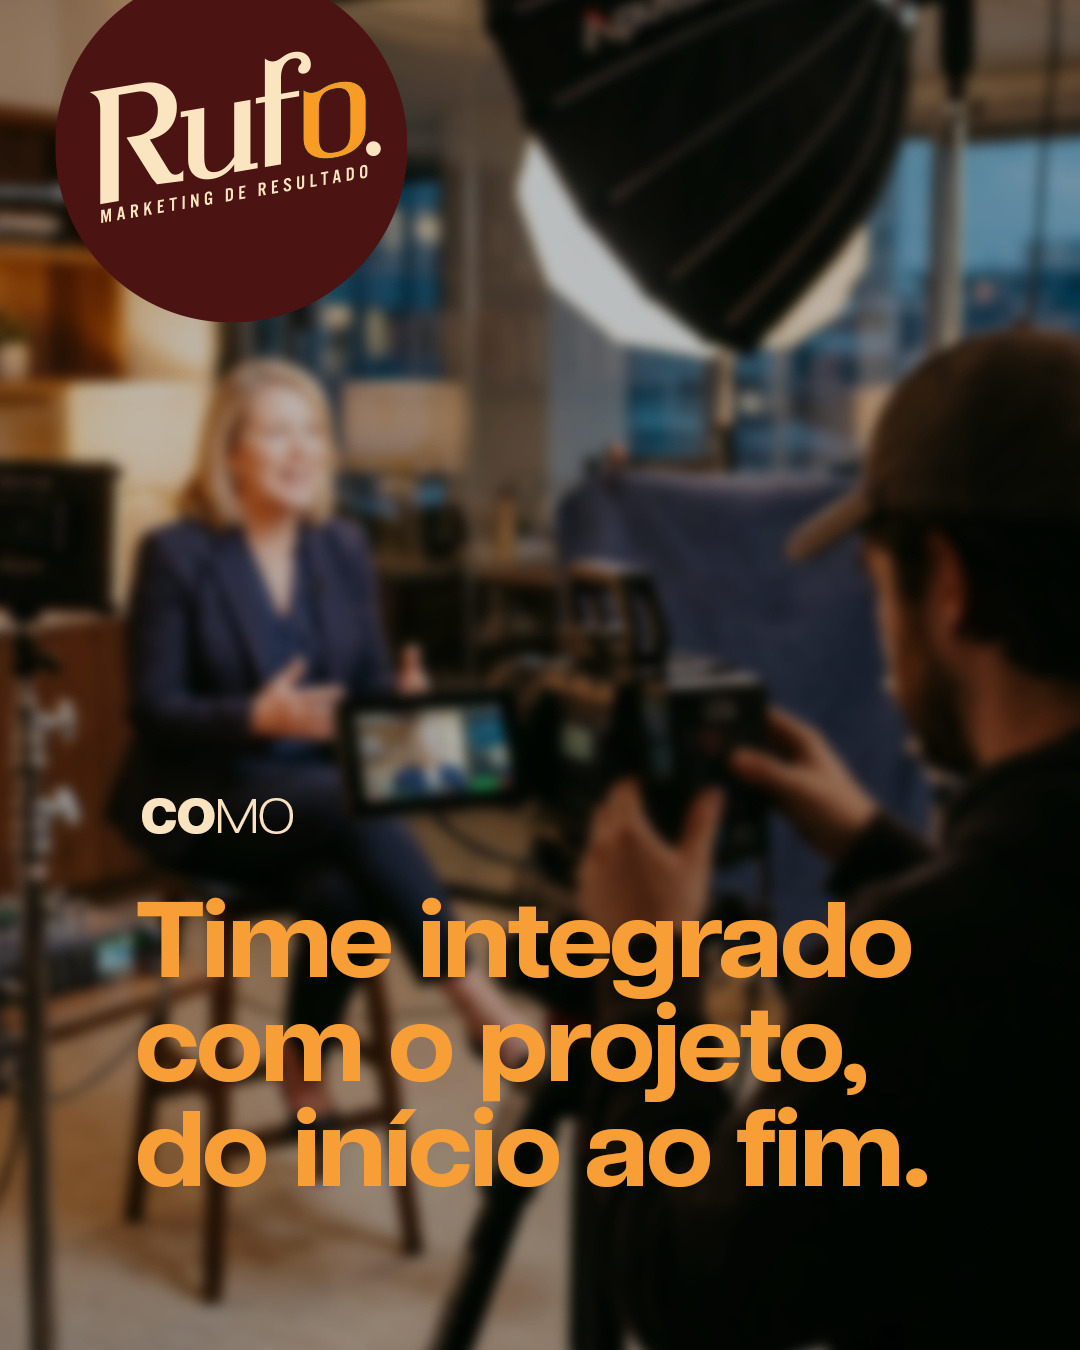 Rufo.
MARKETING DE RESULTADO
COMO
Time integrado
com o projeto,
do início ao fim.